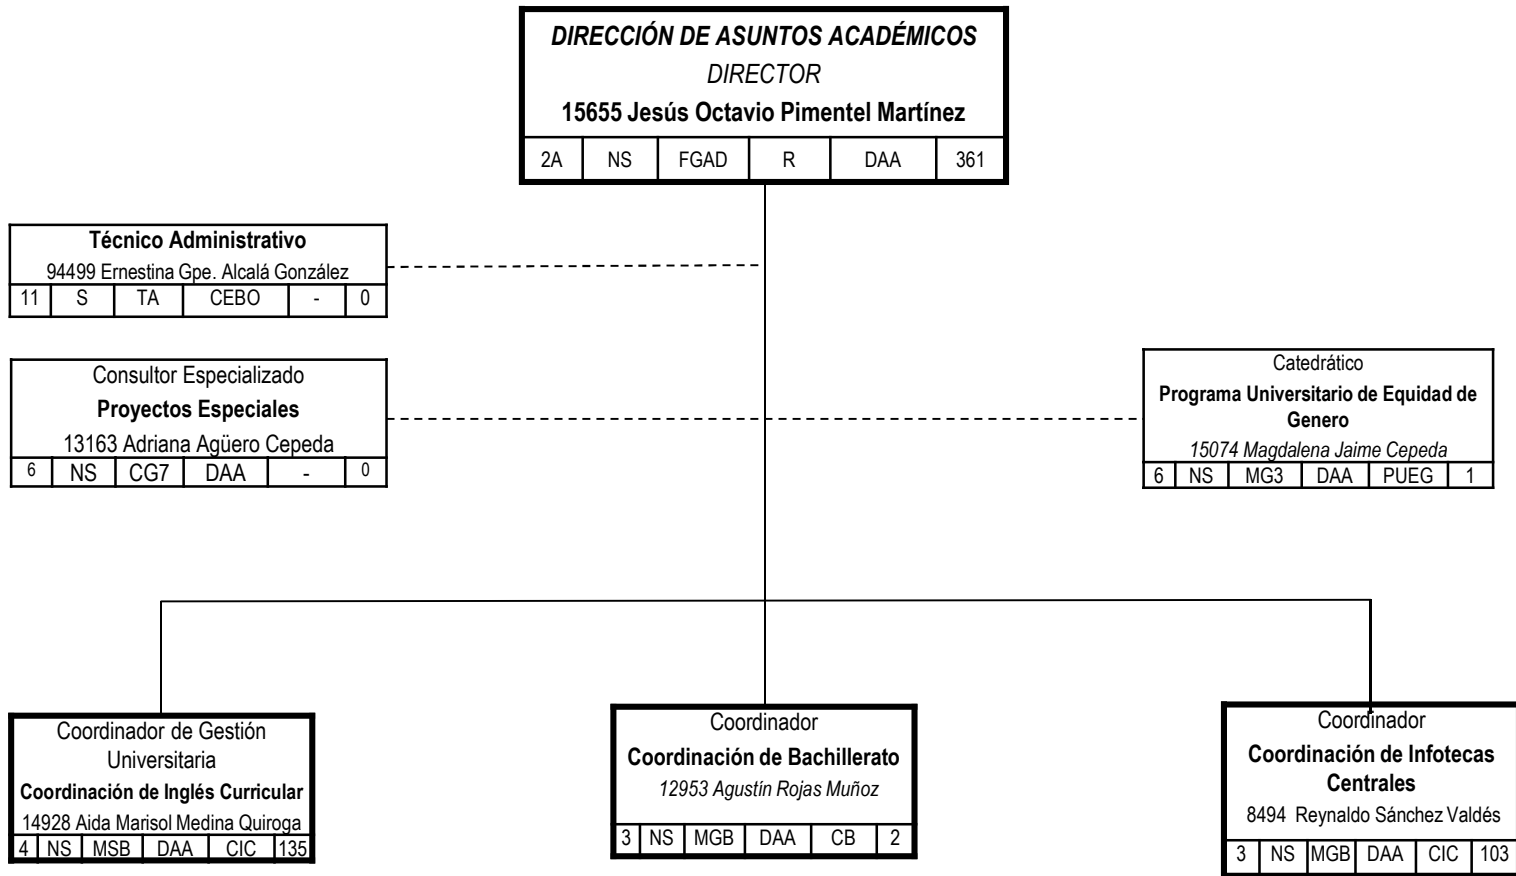 DIRECCIÓN DE ASUNTOS ACADÉMICOS
DIRECTOR
15655 Jesús Octavio Pimentel Martínez
2A NS FGAD R DAA 361
Técnico Administrativo
94499 Ernestina Gpe. Alcalá González
11 S TA CEBO - 0
Consultor Especializado
Proyectos Especiales
13163 Adriana Agüero Cepeda
6 NS CG7 DAA - 0
Catedrático
Programa Universitario de Equidad de
Genero
15074 Magdalena Jaime Cepeda
6 NS MG3 DAA PUEG 1
Coordinador de Gestión
Universitaria
Coordinación de Inglés Curricular
14928 Aida Marisol Medina Quiroga
4 NS MSB DAA CIC 135
Coordinador
Coordinación de Bachillerato
12953 Agustín Rojas Muñoz
3 NS MGB DAA CB 2
Coordinador
Coordinación de Infotecas
Centrales
8494 Reynaldo Sánchez Valdés
3 NS MGB DAA CIC 103